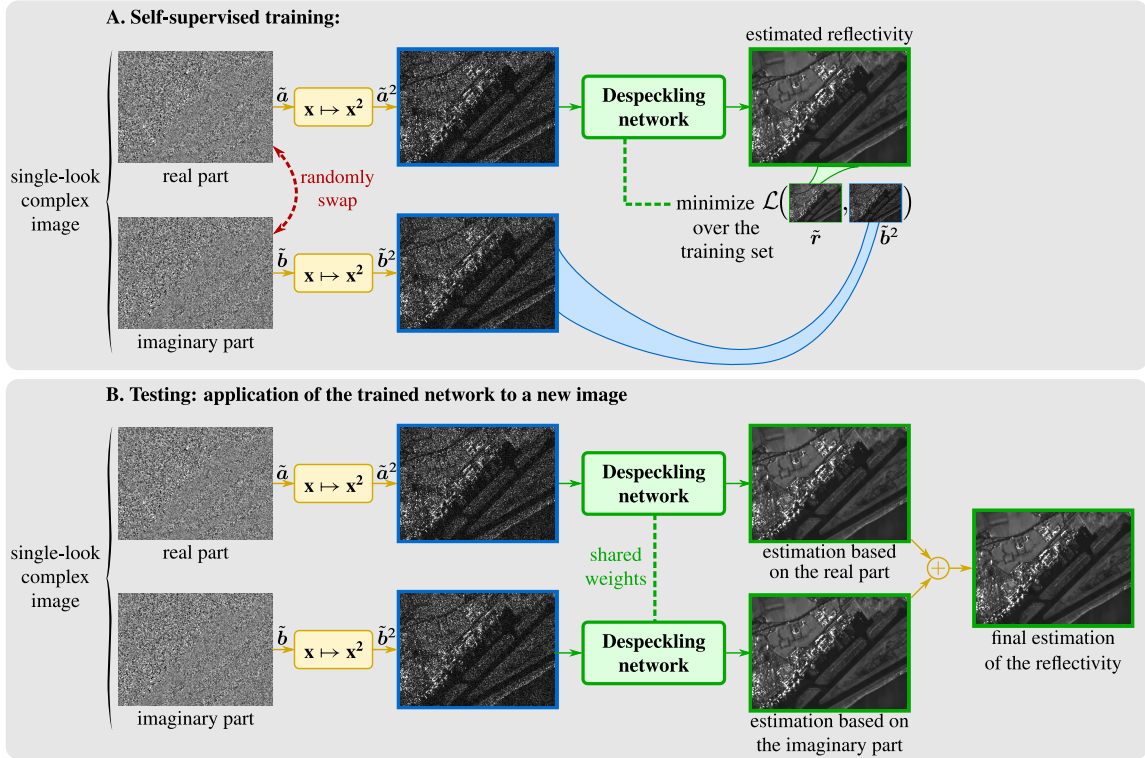 A. Self-supervised training:
estimated reflectivity
ã
x ↦ x²
ã²
Despeckling
network
real part
single-look
complex
image
randomly
swap
minimize ℒ( , )
over the
training set
r̃
b̃²
b̃
x ↦ x²
b̃²
imaginary part
B. Testing: application of the trained network to a new image
ã
x ↦ x²
ã²
Despeckling
network
real part
estimation based
on the real part
single-look
complex
image
shared
weights
+
b̃
x ↦ x²
b̃²
Despeckling
network
final estimation
of the reflectivity
imaginary part
estimation based on
the imaginary part